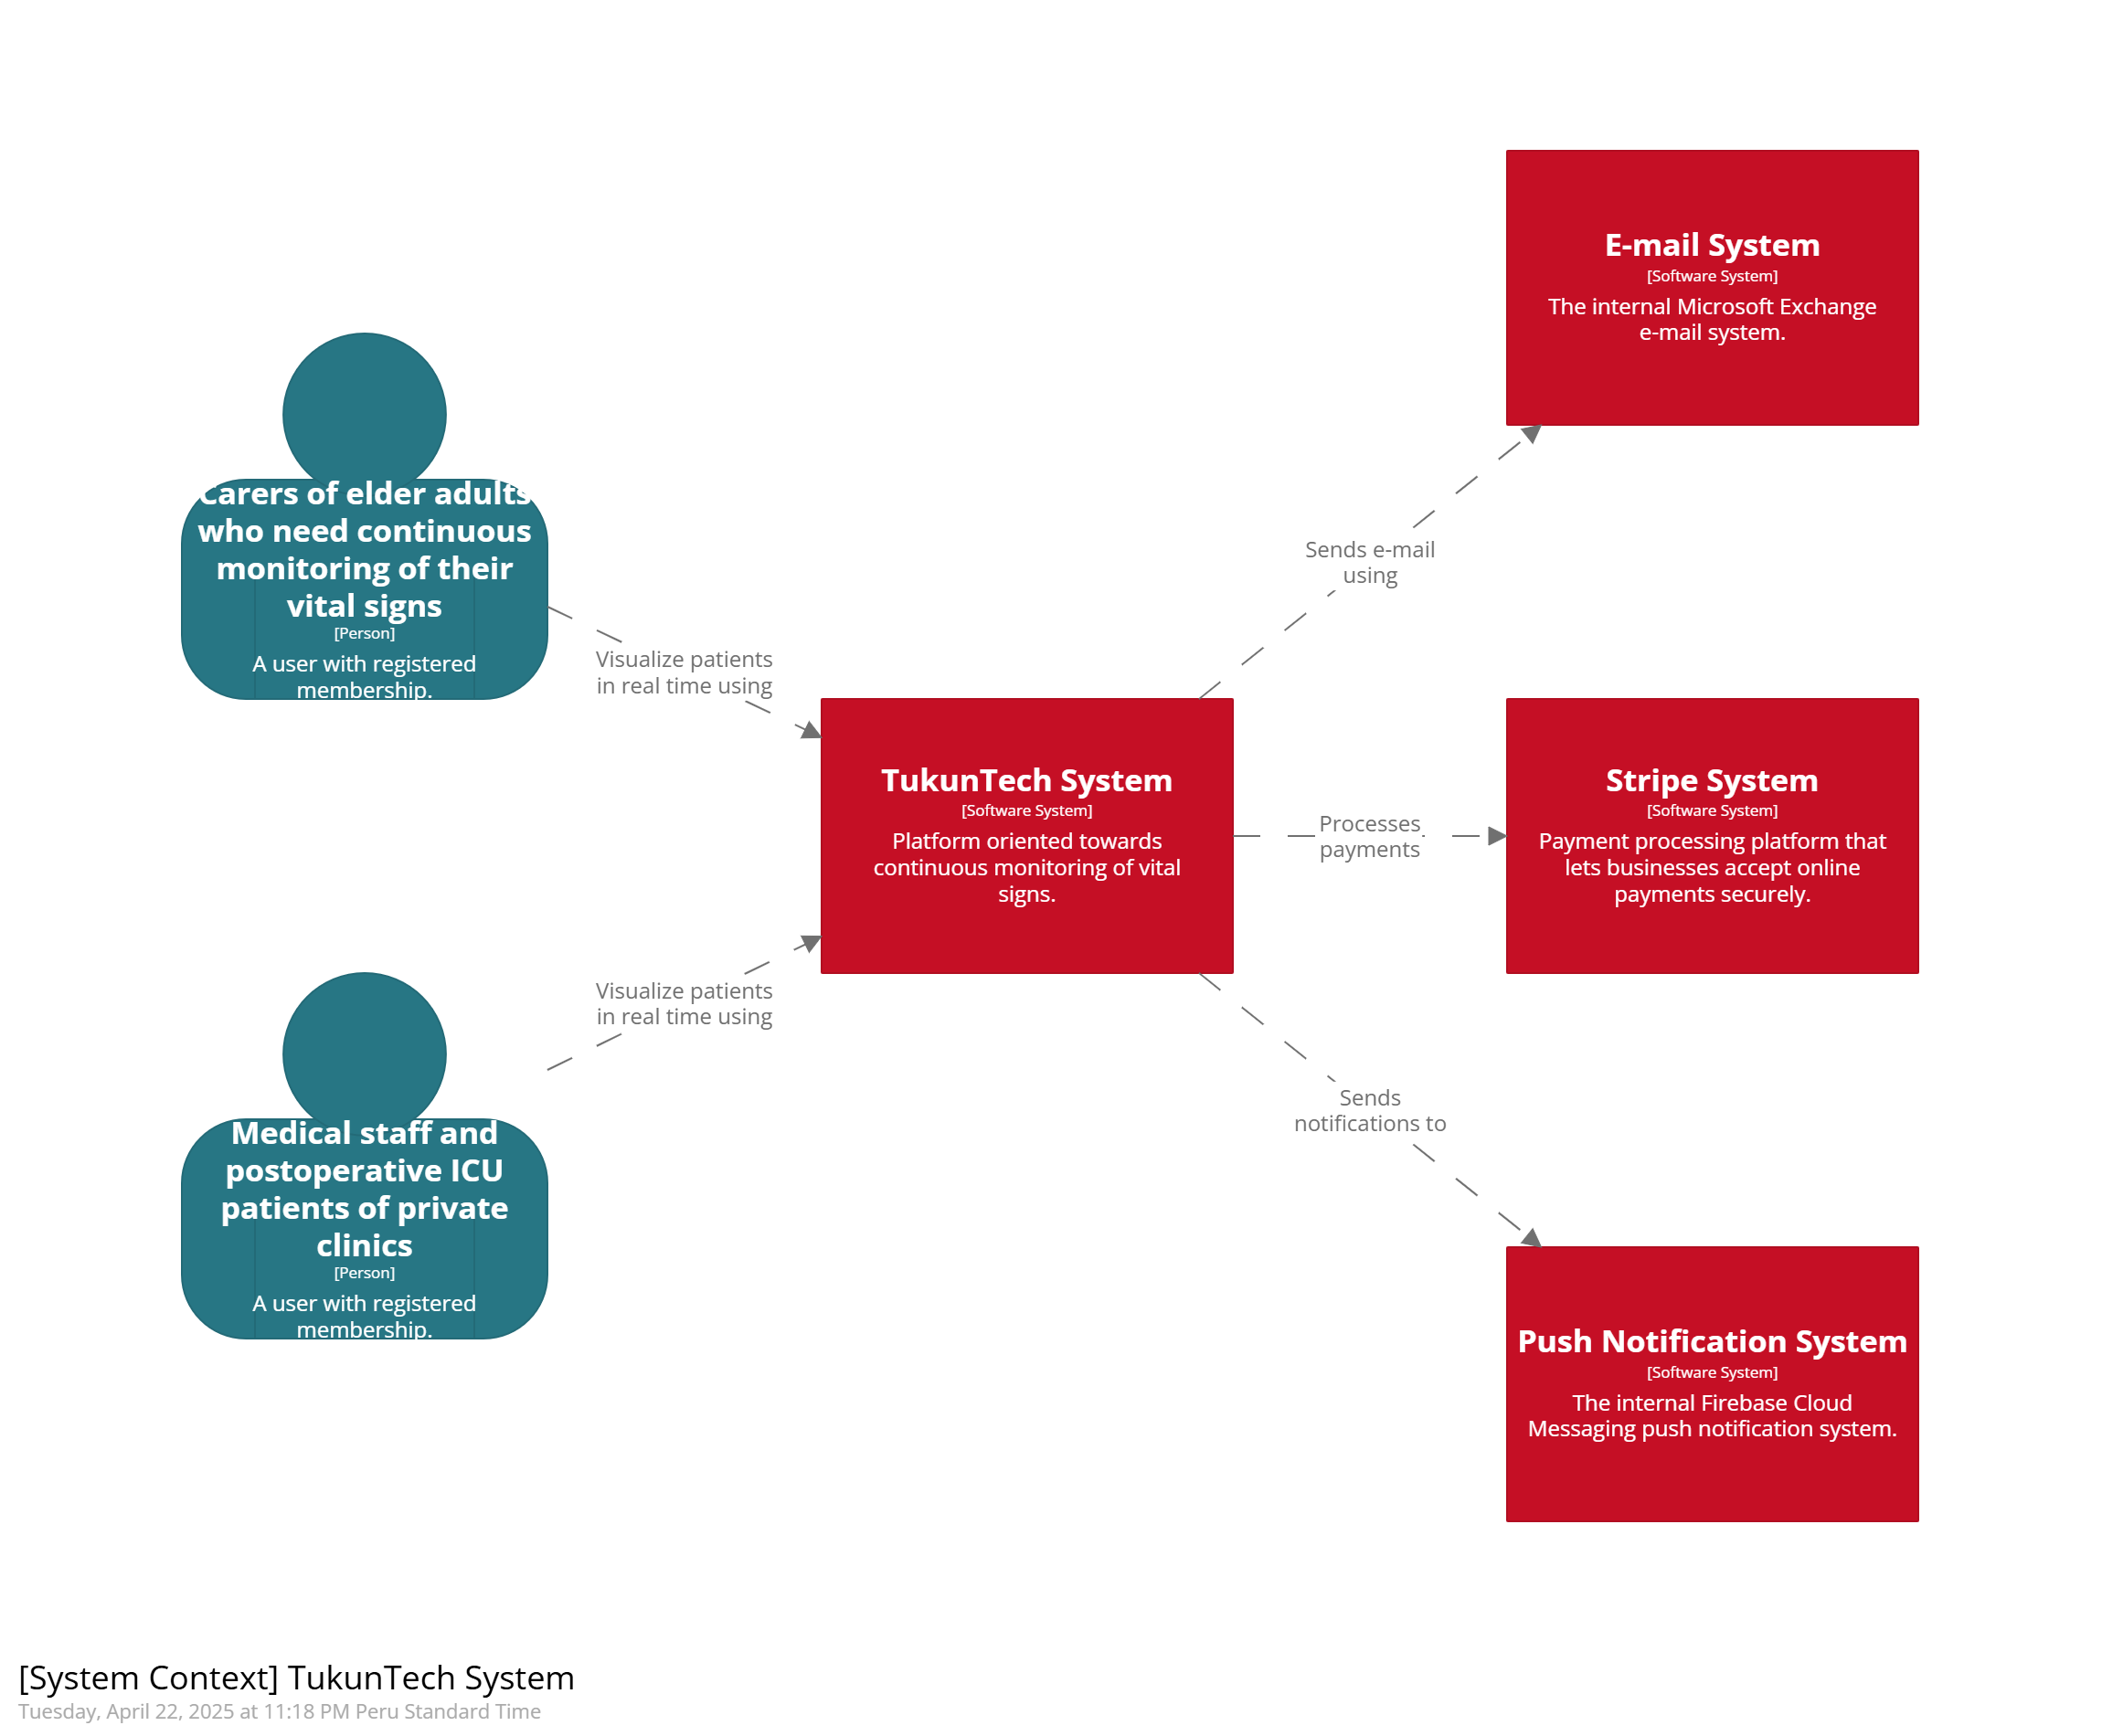 Carers of elder adults
who need continuous
monitoring of their
vital signs
[Person]
A user with registered
membership.
Visualize patients
in real time using
Medical staff and
postoperative ICU
patients of private
clinics
[Person]
A user with registered
membership.
Visualize patients
in real time using
TukunTech System
[Software System]
Platform oriented towards
continuous monitoring of vital
signs.
Sends e-mail
using
E-mail System
[Software System]
The internal Microsoft Exchange
e-mail system.
Processes
payments
Stripe System
[Software System]
Payment processing platform that
lets businesses accept online
payments securely.
Sends
notifications to
Push Notification System
[Software System]
The internal Firebase Cloud
Messaging push notification system.
[System Context] TukunTech System
Tuesday, April 22, 2025 at 11:18 PM Peru Standard Time